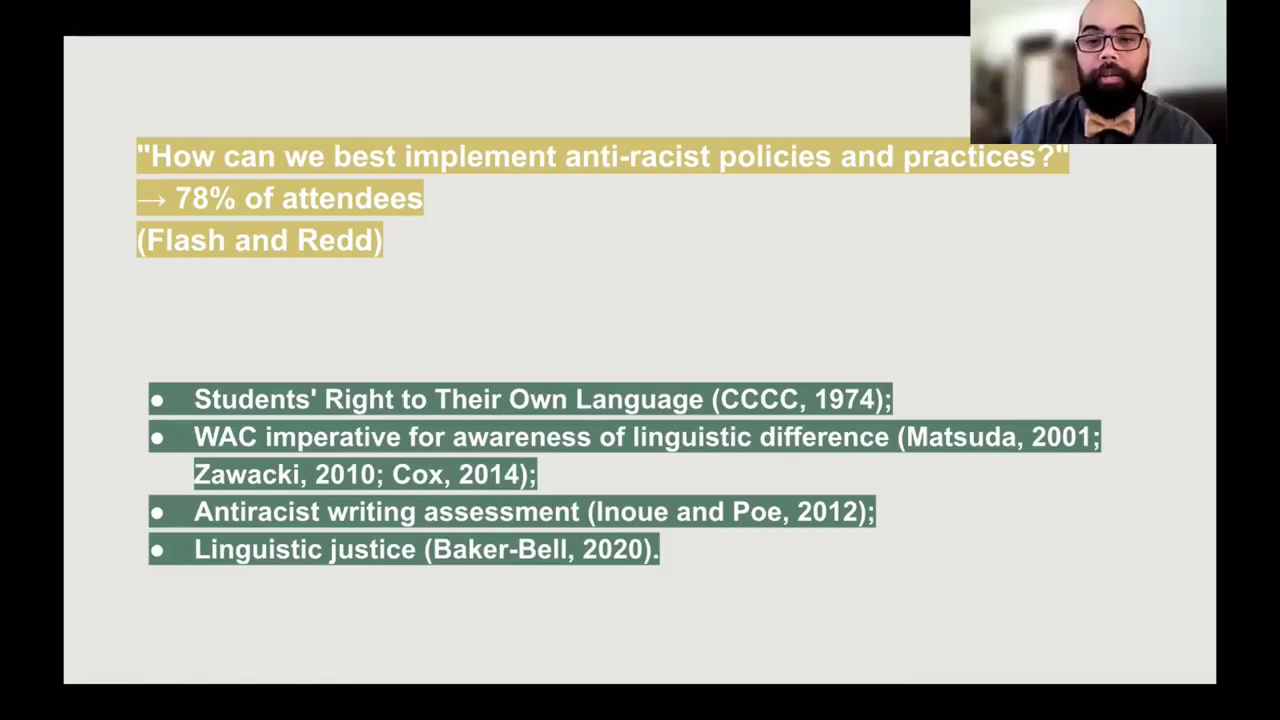 "How can we best implement anti-racist policies and practices?"
→ 78% of attendees
(Flash and Redd)
● Students' Right to Their Own Language (CCCC, 1974);
● WAC imperative for awareness of linguistic difference (Matsuda, 2001;
Zawacki, 2010; Cox, 2014);
● Antiracist writing assessment (Inoue and Poe, 2012);
● Linguistic justice (Baker-Bell, 2020).